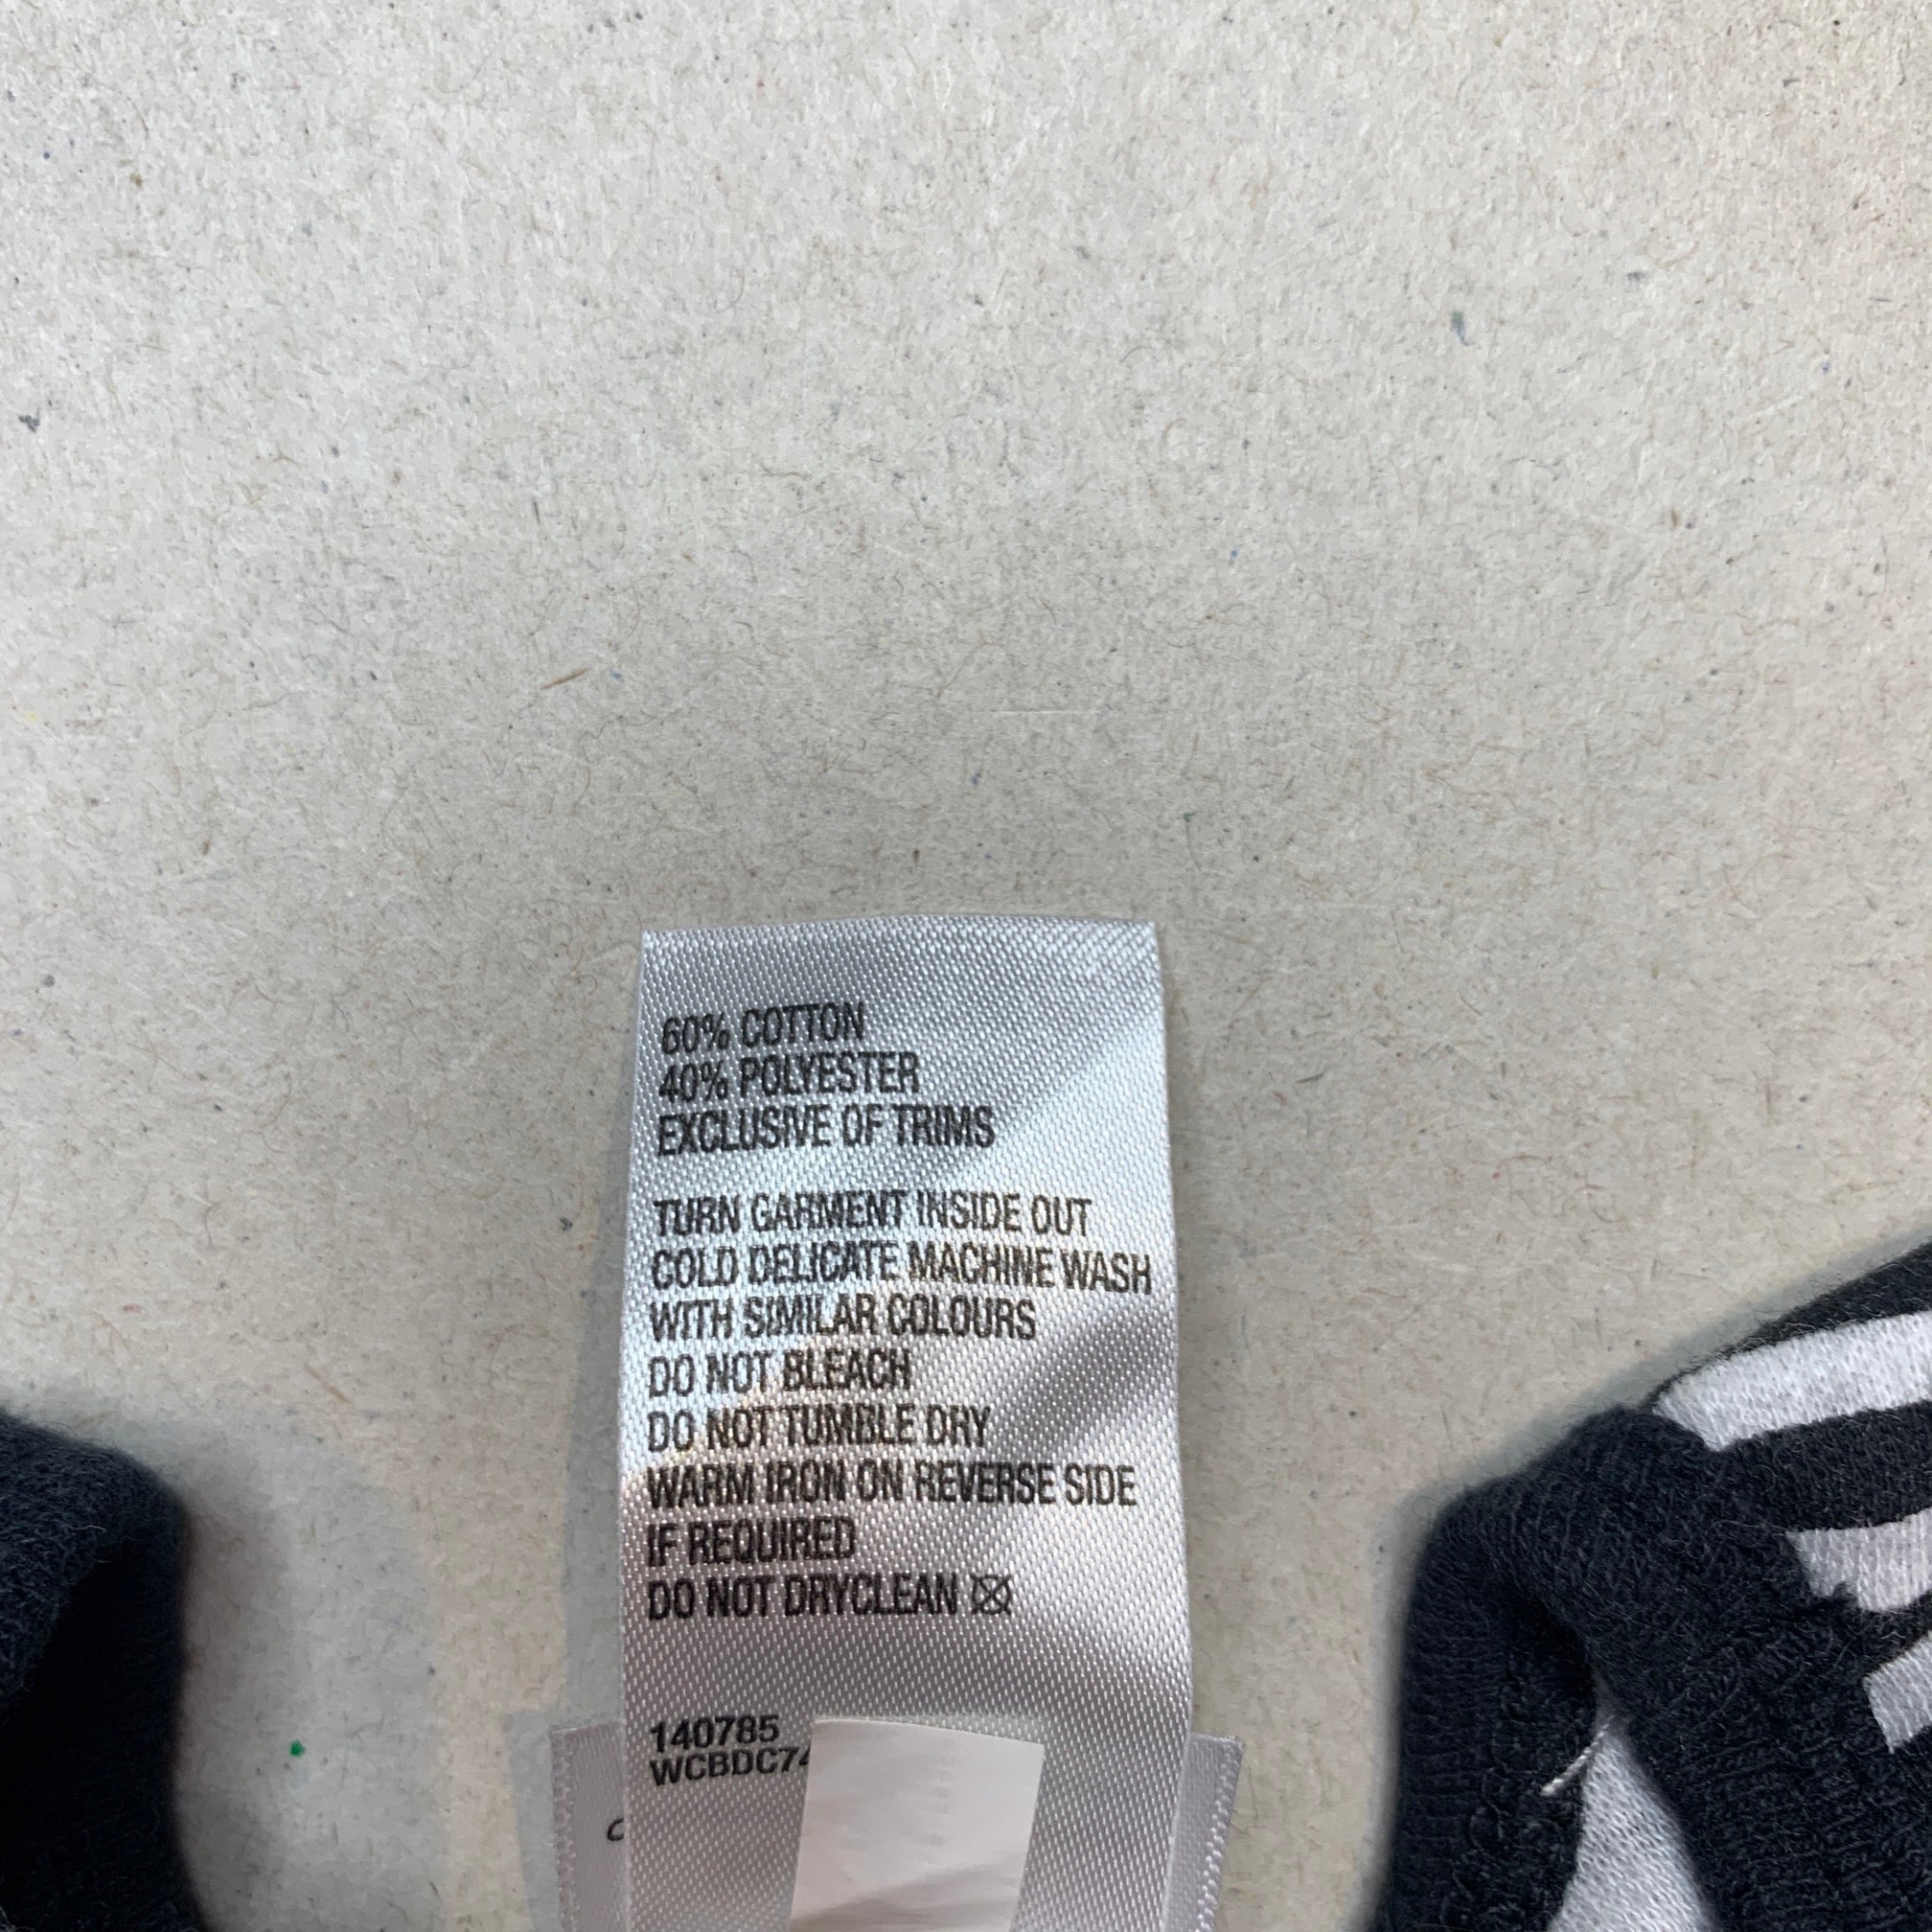 60% COTTON
40% POLYESTER
EXCLUSIVE OF TRIMS
TURN GARMENT INSIDE OUT
COLD DELICATE MACHINE WASH
WITH SIMILAR COLOURS
DO NOT BLEACH
DO NOT TUMBLE DRY
WARM IRON ON REVERSE SIDE
IF REQUIRED
DO NOT DRYCLEAN
140785